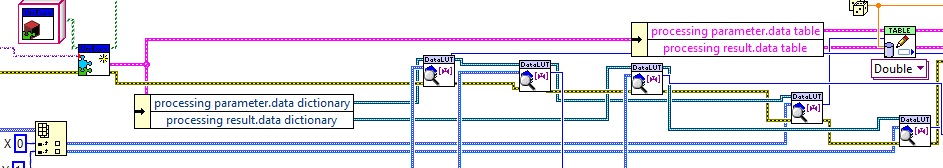 processing parameter.data table
processing result.data table
TABLE
DataLUT
DataLUT
DataLUT
Double
processing parameter.data dictionary
processing result.data dictionary
DataLUT
DataLUT
X 0